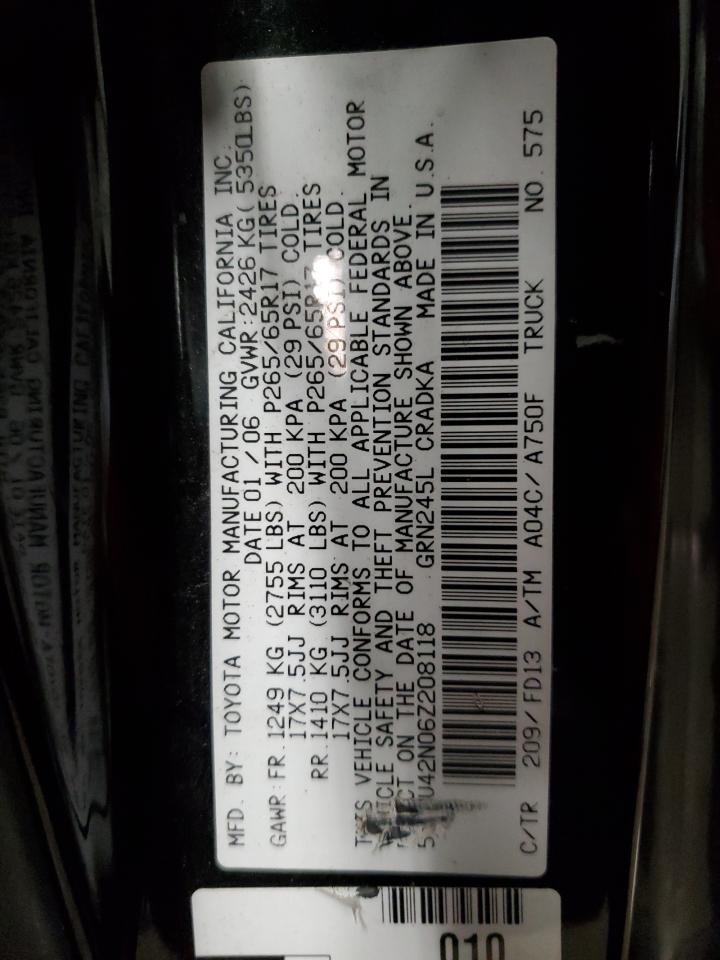 MFD. BY: TOYOTA MOTOR MANUFACTURING CALIFORNIA INC.
DATE 01 / 06 GVWR:2426 KG( 5350LBS)
GAWR:FR. 1249 KG (2755 LBS) WITH P265/65R17 TIRES
17X7.5JJ RIMS AT 200 KPA (29 PSI) COLD.
RR. 1410 KG (3110 LBS) WITH P265/65R17 TIRES
17X7.5JJ RIMS AT 200 KPA (29 PSI) COLD.
VEHICLE CONFORMS TO ALL APPLICABLE FEDERAL MOTOR
SAFETY AND THEFT PREVENTION STANDARDS IN
ON THE DATE OF MANUFACTURE SHOWN ABOVE.
5 U42N06Z208118 GRN245L CRADKA MADE IN U.S.A.
C/TR 209/FD13 A/TM A04C/A750F TRUCK NO. 575
010